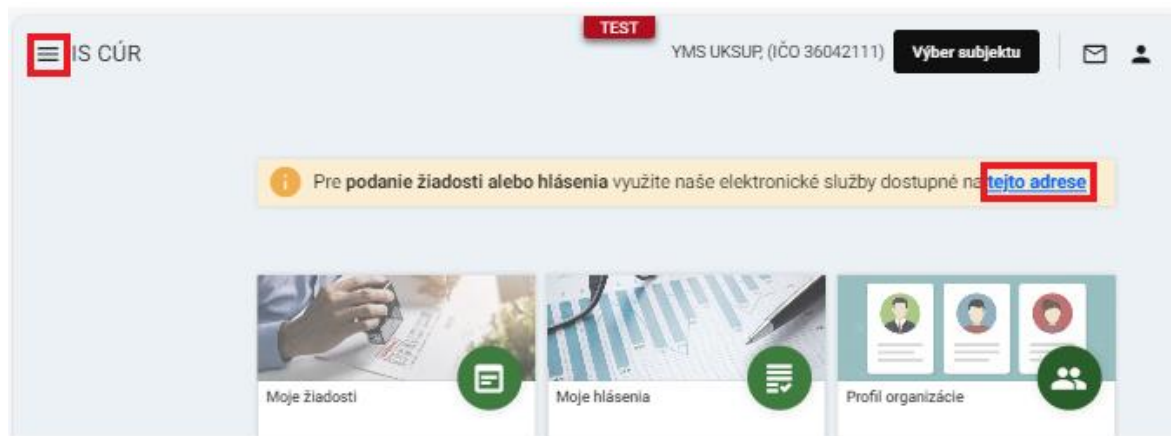 TEST
IS CÚR
YMS UKSUP, (IČO 36042111)
Výber subjektu
Pre podanie žiadosti alebo hlásenia využite naše elektronické služby dostupné na tejto adrese
Moje žiadosti
Moje hlásenia
Profil organizácie